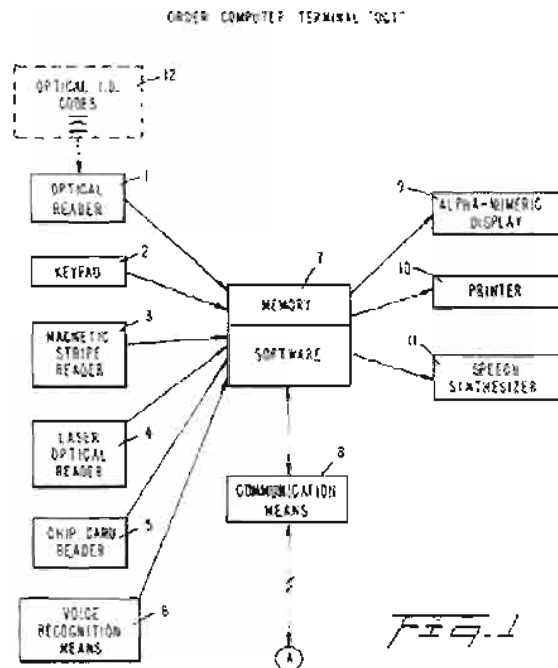 ORDER COMPUTER TERMINAL "OCT"
12
OPTICAL I.D.
CODES
1
OPTICAL
READER
2
KEYPAD
3
MAGNETIC
STRIPE
READER
4
LASER
OPTICAL
READER
5
CHIP CARD
READER
6
VOICE
RECOGNITION
MEANS
7
MEMORY
SOFTWARE
8
COMMUNICATION
MEANS
A
9
ALPHA-NUMERIC
DISPLAY
10
PRINTER
11
SPEECH
SYNTHESIZER
Fig.1